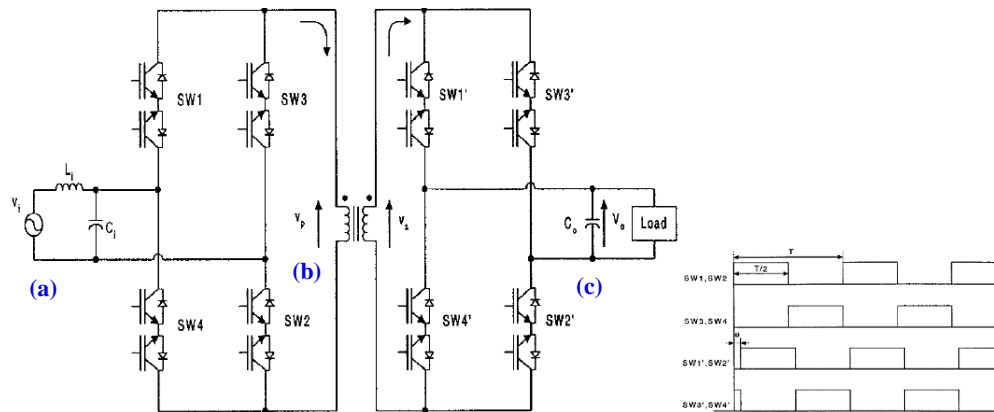 SW1
SW3
SW1'
SW3'
Li
Vi
Ci
Vp
Vs
Co
Vo
Load
(a)
(b)
(c)
SW4
SW2
SW4'
SW2'
T
T/2
SW1,SW2
SW3,SW4
θ
SW1',SW2'
SW3',SW4'